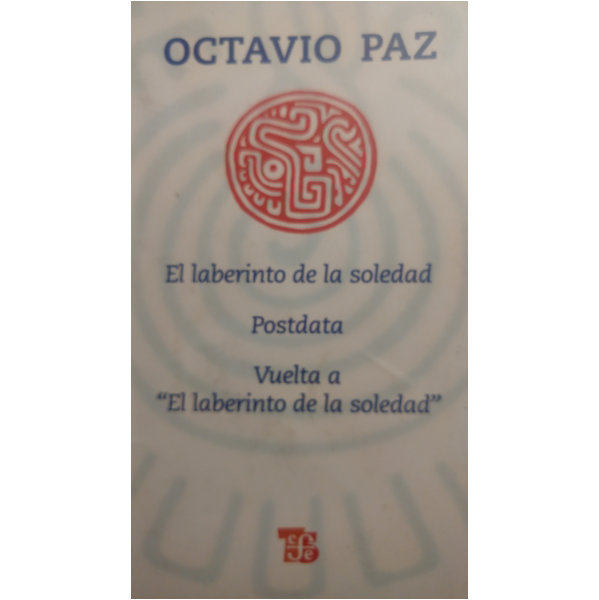 OCTAVIO PAZ
El laberinto de la soledad
Postdata
Vuelta a
“El laberinto de la soledad”